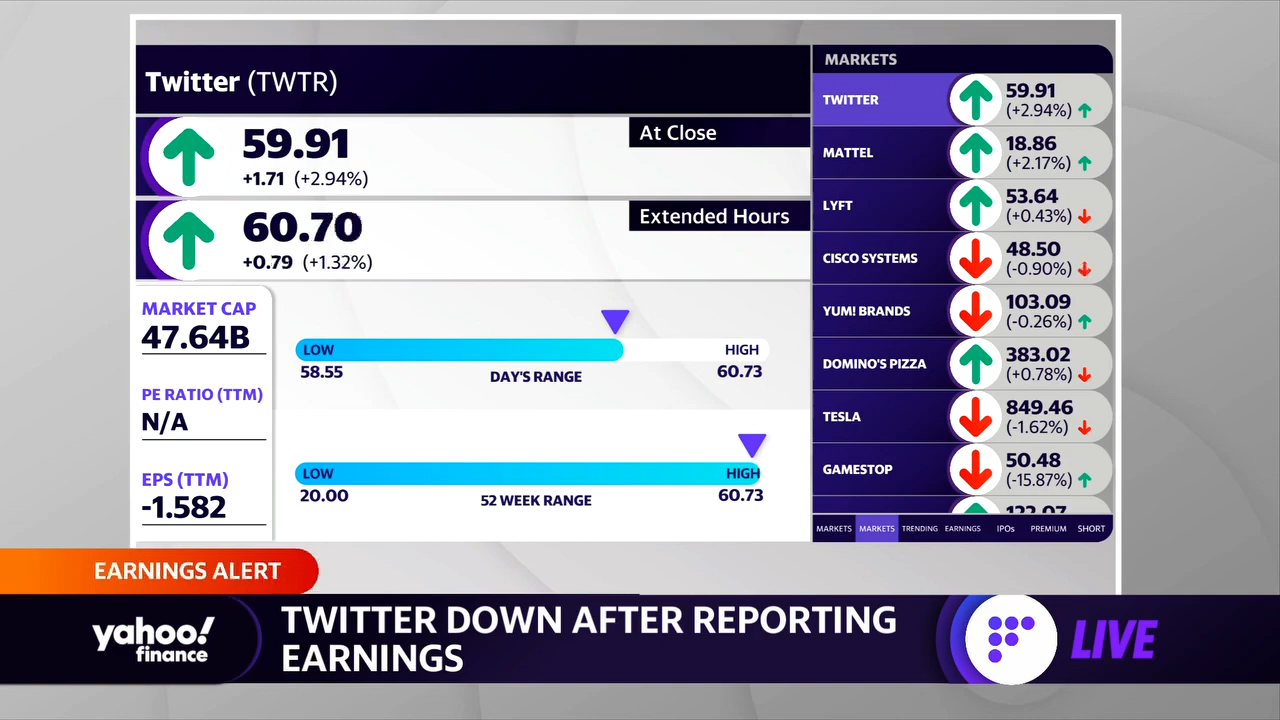 Twitter (TWTR)
59.91
At Close
+1.71 (+2.94%)
60.70
Extended Hours
+0.79 (+1.32%)
MARKET CAP
47.64B
PE RATIO (TTM)
N/A
EPS (TTM)
-1.582
LOW HIGH
58.55 DAY'S RANGE 60.73
LOW HIGH
20.00 52 WEEK RANGE 60.73
MARKETS
TWITTER 59.91
(+2.94%)
MATTEL 18.86
(+2.17%)
LYFT 53.64
(+0.43%)
CISCO SYSTEMS 48.50
(-0.90%)
YUM! BRANDS 103.09
(-0.26%)
DOMINO'S PIZZA 383.02
(+0.78%)
TESLA 849.46
(-1.62%)
GAMESTOP 50.48
(-15.87%)
MARKETS MARKETS TRENDING EARNINGS IPOs PREMIUM SHORT
EARNINGS ALERT
yahoo!
finance
TWITTER DOWN AFTER REPORTING
EARNINGS
LIVE